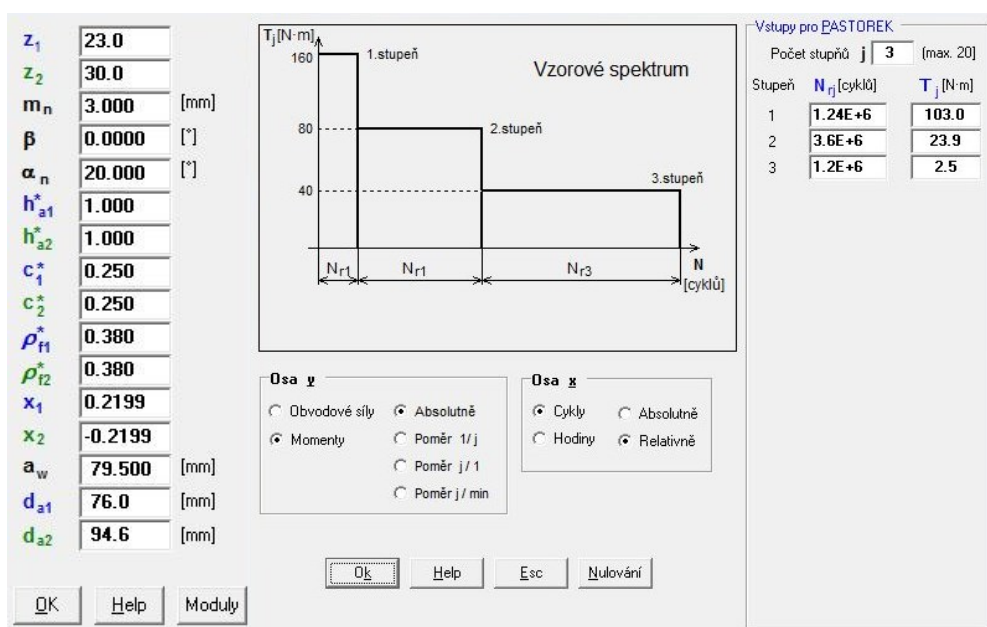 z1 23.0
z2 30.0
mn 3.000 [mm]
β 0.0000 [°]
αn 20.000 [°]
h*a1 1.000
h*a2 1.000
c*1 0.250
c*2 0.250
ρ*f1 0.380
ρ*f2 0.380
x1 0.2199
x2 -0.2199
aw 79.500 [mm]
da1 76.0 [mm]
da2 94.6 [mm]
OK Help Moduly
Tj[N·m]
160
1.stupeň
Vzorové spektrum
80
2.stupeň
40
3.stupeň
Nr1 Nr1 Nr3 N
[cyklů]
Osa y
Obvodové síly Absolutně
Momenty Poměr 1/ j
Poměr j / 1
Poměr j / min
Osa x
Cykly Absolutně
Hodiny Relativně
Ok Help Esc Nulování
Vstupy pro PASTOREK
Počet stupňů j 3 (max. 20)
Stupeň Nrj[cyklů] Tj[N·m]
1 1.24E+6 103.0
2 3.6E+6 23.9
3 1.2E+6 2.5